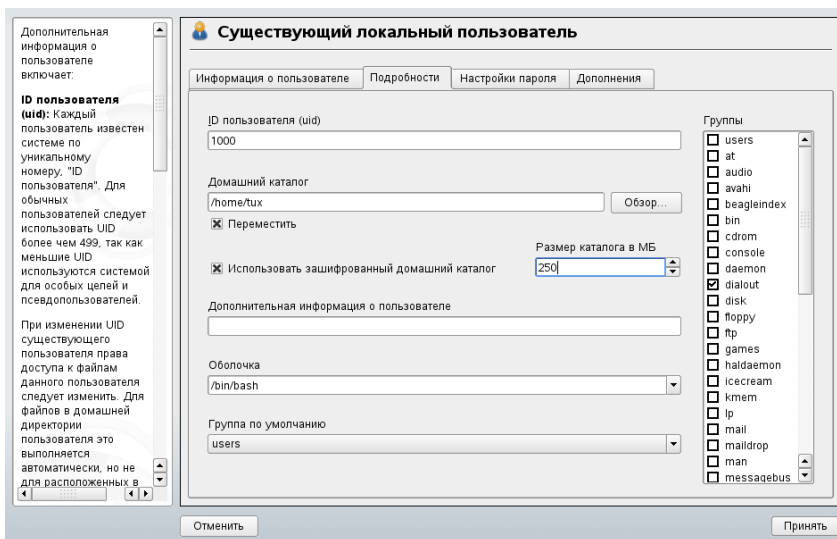 Дополнительная
информация о
пользователе
включает:
ID пользователя
(uid): Каждый
пользователь известен
системе по
уникальному
номеру, "ID
пользователя". Для
обычных
пользователей следует
использовать UID
более чем 499, так как
меньшие UID
используются системой
для особых целей и
псевдопользователей.
При изменении UID
существующего
пользователя права
доступа к файлам
данного пользователя
следует изменить. Для
файлов в домашней
директории
пользователя это
выполняется
автоматически, но не
для расположенных в
Существующий локальный пользователь
Информация о пользователе
Подробности
Настройки пароля
Дополнения
ID пользователя (uid)
1000
Домашний каталог
/home/tux
Обзор...
Переместить
Размер каталога в МБ
Использовать зашифрованный домашний каталог
250
Дополнительная информация о пользователе
Оболочка
/bin/bash
Группа по умолчанию
users
Группы
users
at
audio
avahi
beagleindex
bin
cdrom
console
daemon
dialout
disk
floppy
ftp
games
haldaemon
icecream
kmem
lp
mail
maildrop
man
messagebus
Отменить
Принять